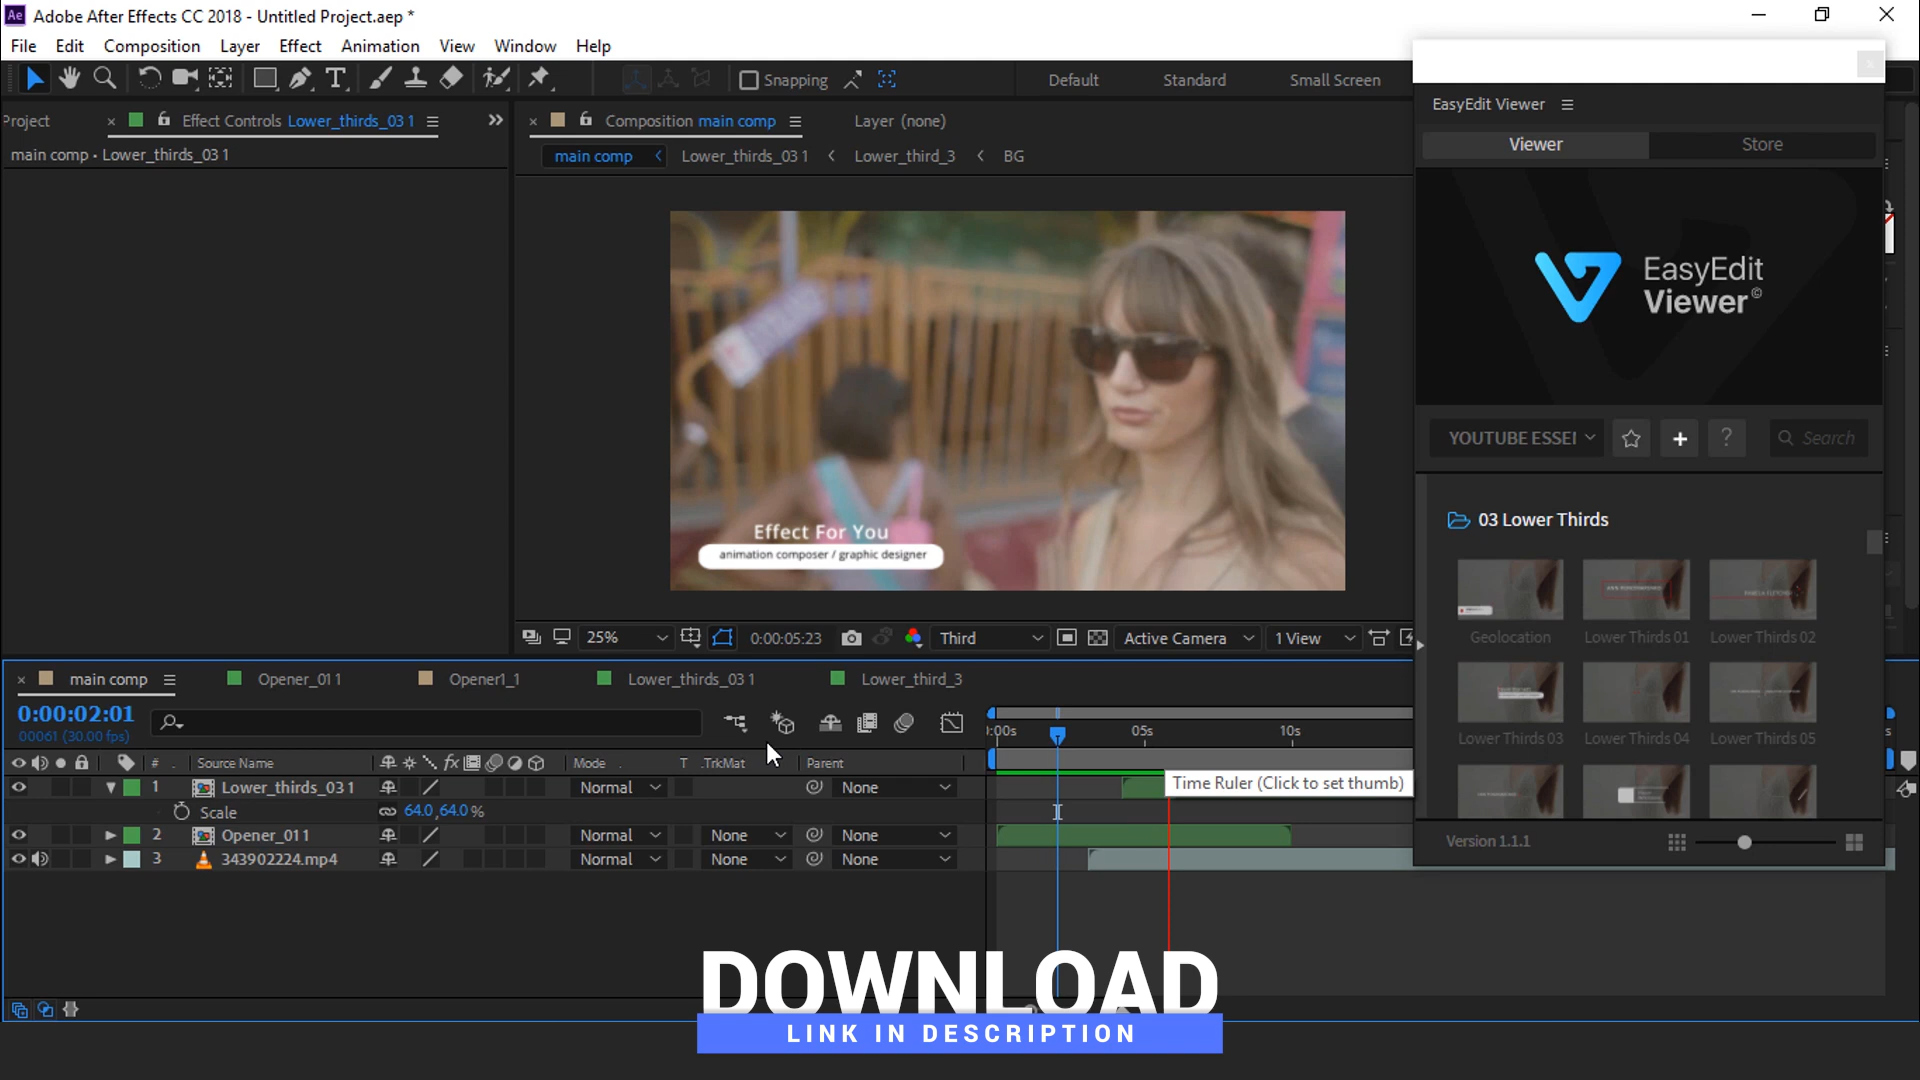 Ae Adobe After Effects CC 2018 - Untitled Project.aep *
File Edit Composition Layer Effect Animation View Window Help
Snapping
Default Standard Small Screen
Project
Effect Controls Lower_thirds_03 1
main comp • Lower_thirds_03 1
Composition main comp
Layer (none)
main comp Lower_thirds_03 1 Lower_third_3 BG
Effect For You
animation composer / graphic designer
25% 0:00:05:23 Third Active Camera 1 View
EasyEdit Viewer
Viewer Store
EasyEdit
Viewer©
YOUTUBE ESSEI
? Search
03 Lower Thirds
Geolocation Lower Thirds 01 Lower Thirds 02
Lower Thirds 03 Lower Thirds 04 Lower Thirds 05
Version 1.1.1
main comp Opener_01 1 Opener1_1 Lower_thirds_03 1 Lower_third_3
0:00:02:01
00061 (30.00 fps)
:00s 05s 10s
# Source Name fx Mode T .TrkMat Parent
1 Lower_thirds_03 1 Normal None
Scale 64.0,64.0 %
2 Opener_01 1 Normal None None
3 343902224.mp4 Normal None None
Time Ruler (Click to set thumb)
DOWNLOAD
LINK IN DESCRIPTION